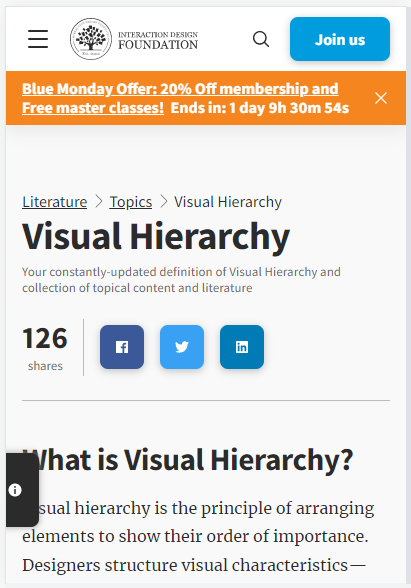 INTERACTION DESIGN
FOUNDATION
Join us
Blue Monday Offer: 20% Off membership and
Free master classes! Ends in: 1 day 9h 30m 54s
Literature > Topics > Visual Hierarchy
Visual Hierarchy
Your constantly-updated definition of Visual Hierarchy and
collection of topical content and literature
126
shares
What is Visual Hierarchy?
Visual hierarchy is the principle of arranging
elements to show their order of importance.
Designers structure visual characteristics—